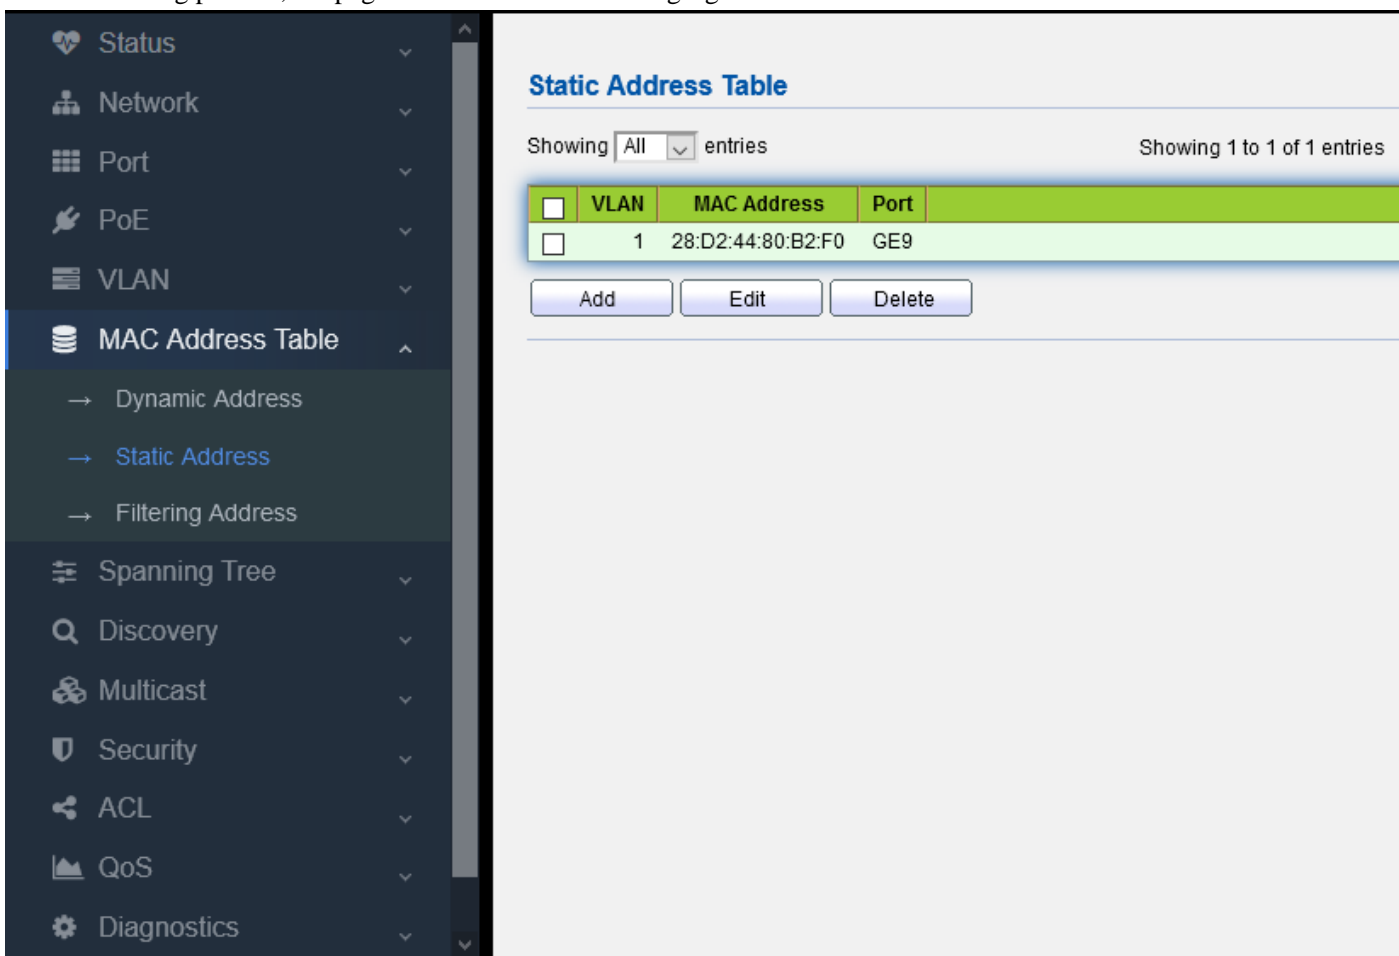 Status
Network
Port
PoE
VLAN
MAC Address Table
→ Dynamic Address
→ Static Address
→ Filtering Address
Spanning Tree
Discovery
Multicast
Security
ACL
QoS
Diagnostics
Static Address Table
Showing All entries
Showing 1 to 1 of 1 entries
VLAN MAC Address Port
1 28:D2:44:80:B2:F0 GE9
Add Edit Delete